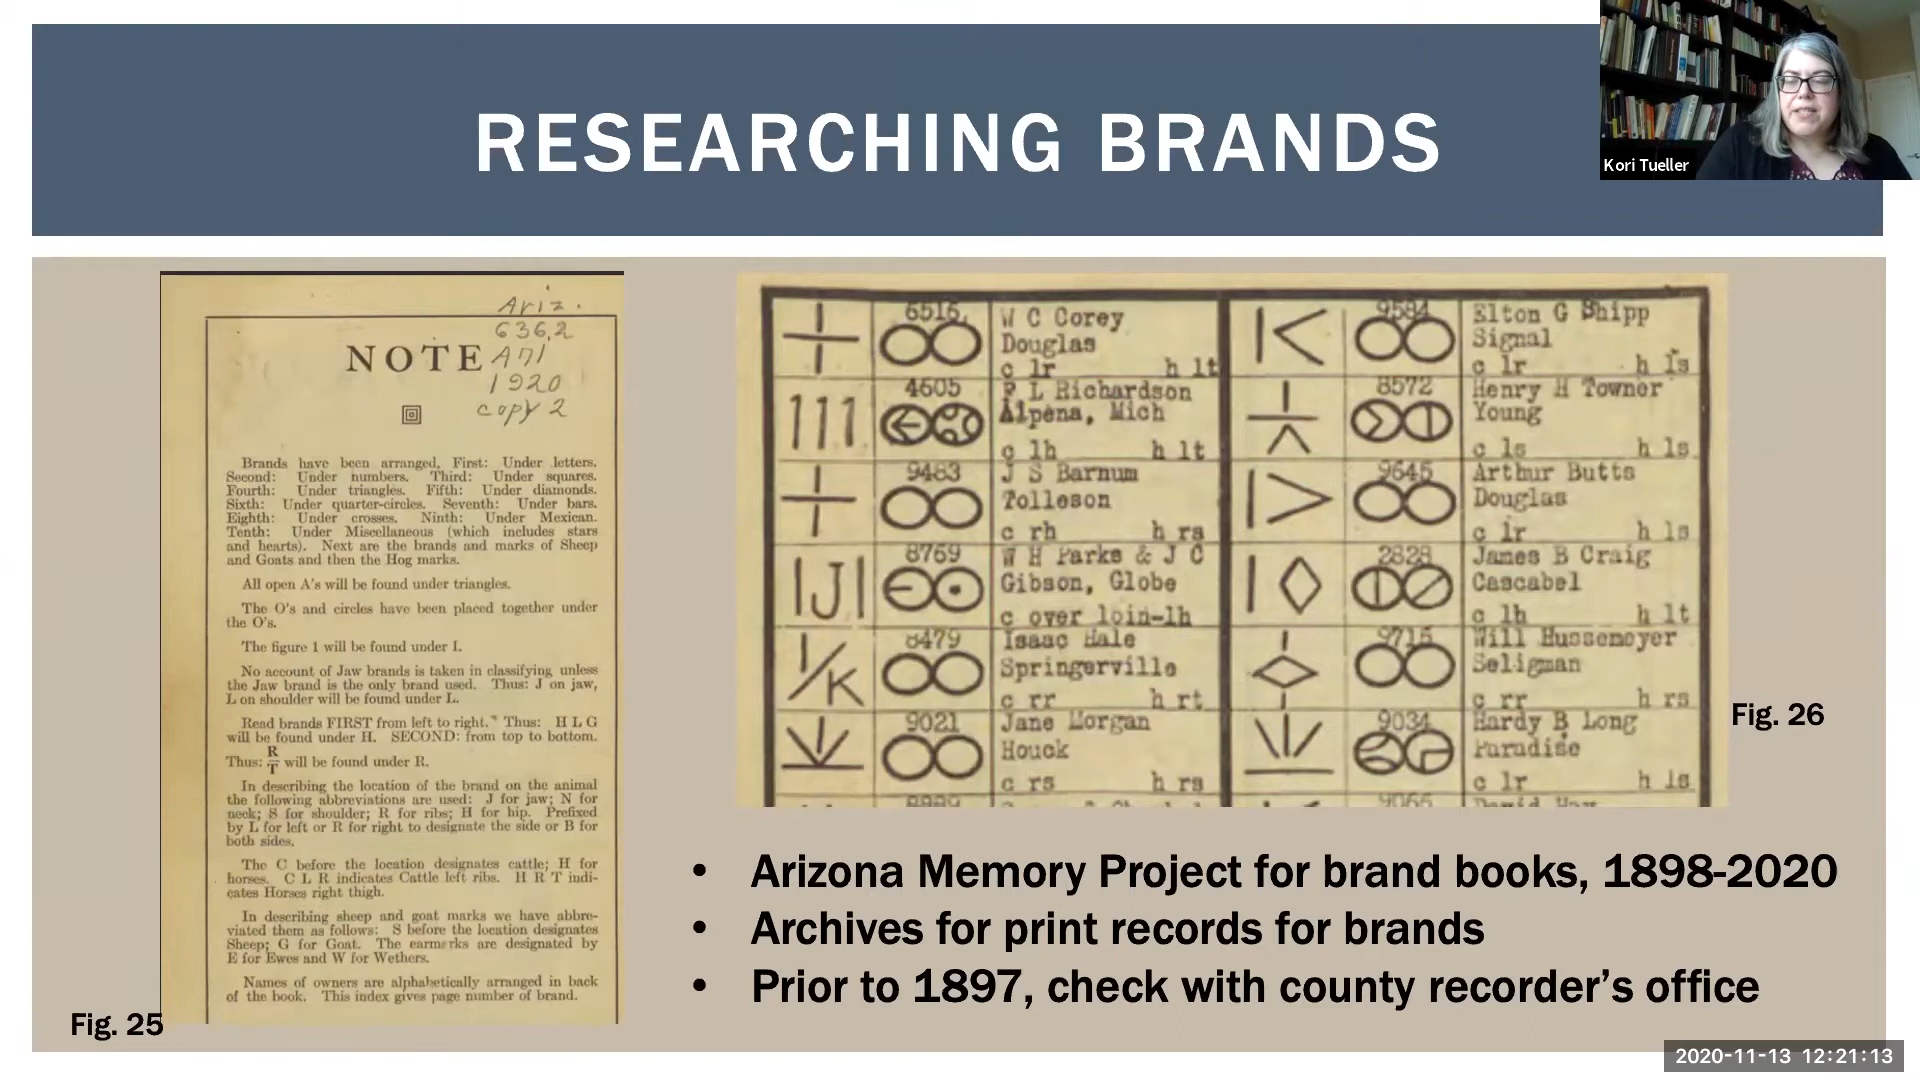 RESEARCHING BRANDS
Kori Tueller
Ariz.
636.2
NOTE A71
1920
copy 2
Brands have been arranged, First: Under letters.
Second: Under numbers. Third: Under squares.
Fourth: Under triangles. Fifth: Under diamonds.
Sixth: Under quarter-circles. Seventh: Under bars.
Eighth: Under crosses. Ninth: Under Mexican.
Tenth: Under Miscellaneous (which includes stars
and hearts). Next are the brands and marks of Sheep
and Goats and then the Hog marks.
All open A's will be found under triangles.
The O's and circles have been placed together under
the O's.
The figure 1 will be found under I.
No account of Jaw brands is taken in classifying unless
the Jaw brand is the only brand used. Thus: J on jaw,
L on shoulder will be found under L.
Read brands FIRST from left to right. Thus: H L G
will be found under H. SECOND: from top to bottom.
R
Thus: T will be found under R.
In describing the location of the brand on the animal
the following abbreviations are used: J for jaw; N for
neck; S for shoulder; R for ribs; H for hip. Prefixed
by L for left or R for right to designate the side or B for
both sides.
The C before the location designates cattle; H for
horses. C L R indicates Cattle left ribs. H R T indi-
cates Horses right thigh.
In describing sheep and goat marks we have abbre-
viated them as follows: S before the location designates
Sheep; G for Goat. The earmarks are designated by
E for Ewes and W for Wethers.
Names of owners are alphabetically arranged in back
of the book. This index gives page number of brand.
Fig. 25
6516
W C Corey
Douglas
c lr h lt
4605
L Richardson
Alpena, Mich
c lh h lt
9483
J S Barnum
Tolleson
c rh h rs
J
8769
W H Parks & J C
Gibson, Globe
c over loin-lh
K
8479
Isaac Hale
Springerville
c rr h rt
9021
Jane Morgan
Houck
c rs h rs
9584
Elton G Shipp
Signal
c lr h ls
8572
Henry H Towner
Young
c ls h ls
9645
Arthur Butts
Douglas
c lr h ls
2828
James B Craig
Cascabel
c lh h lt
9715
Will Hussemoyer
Seligman
c rr h rs
9034
Hardy B Long
Paradise
c lr h ls
Fig. 26
• Arizona Memory Project for brand books, 1898-2020
• Archives for print records for brands
• Prior to 1897, check with county recorder’s office
2020-11-13 12:21:13